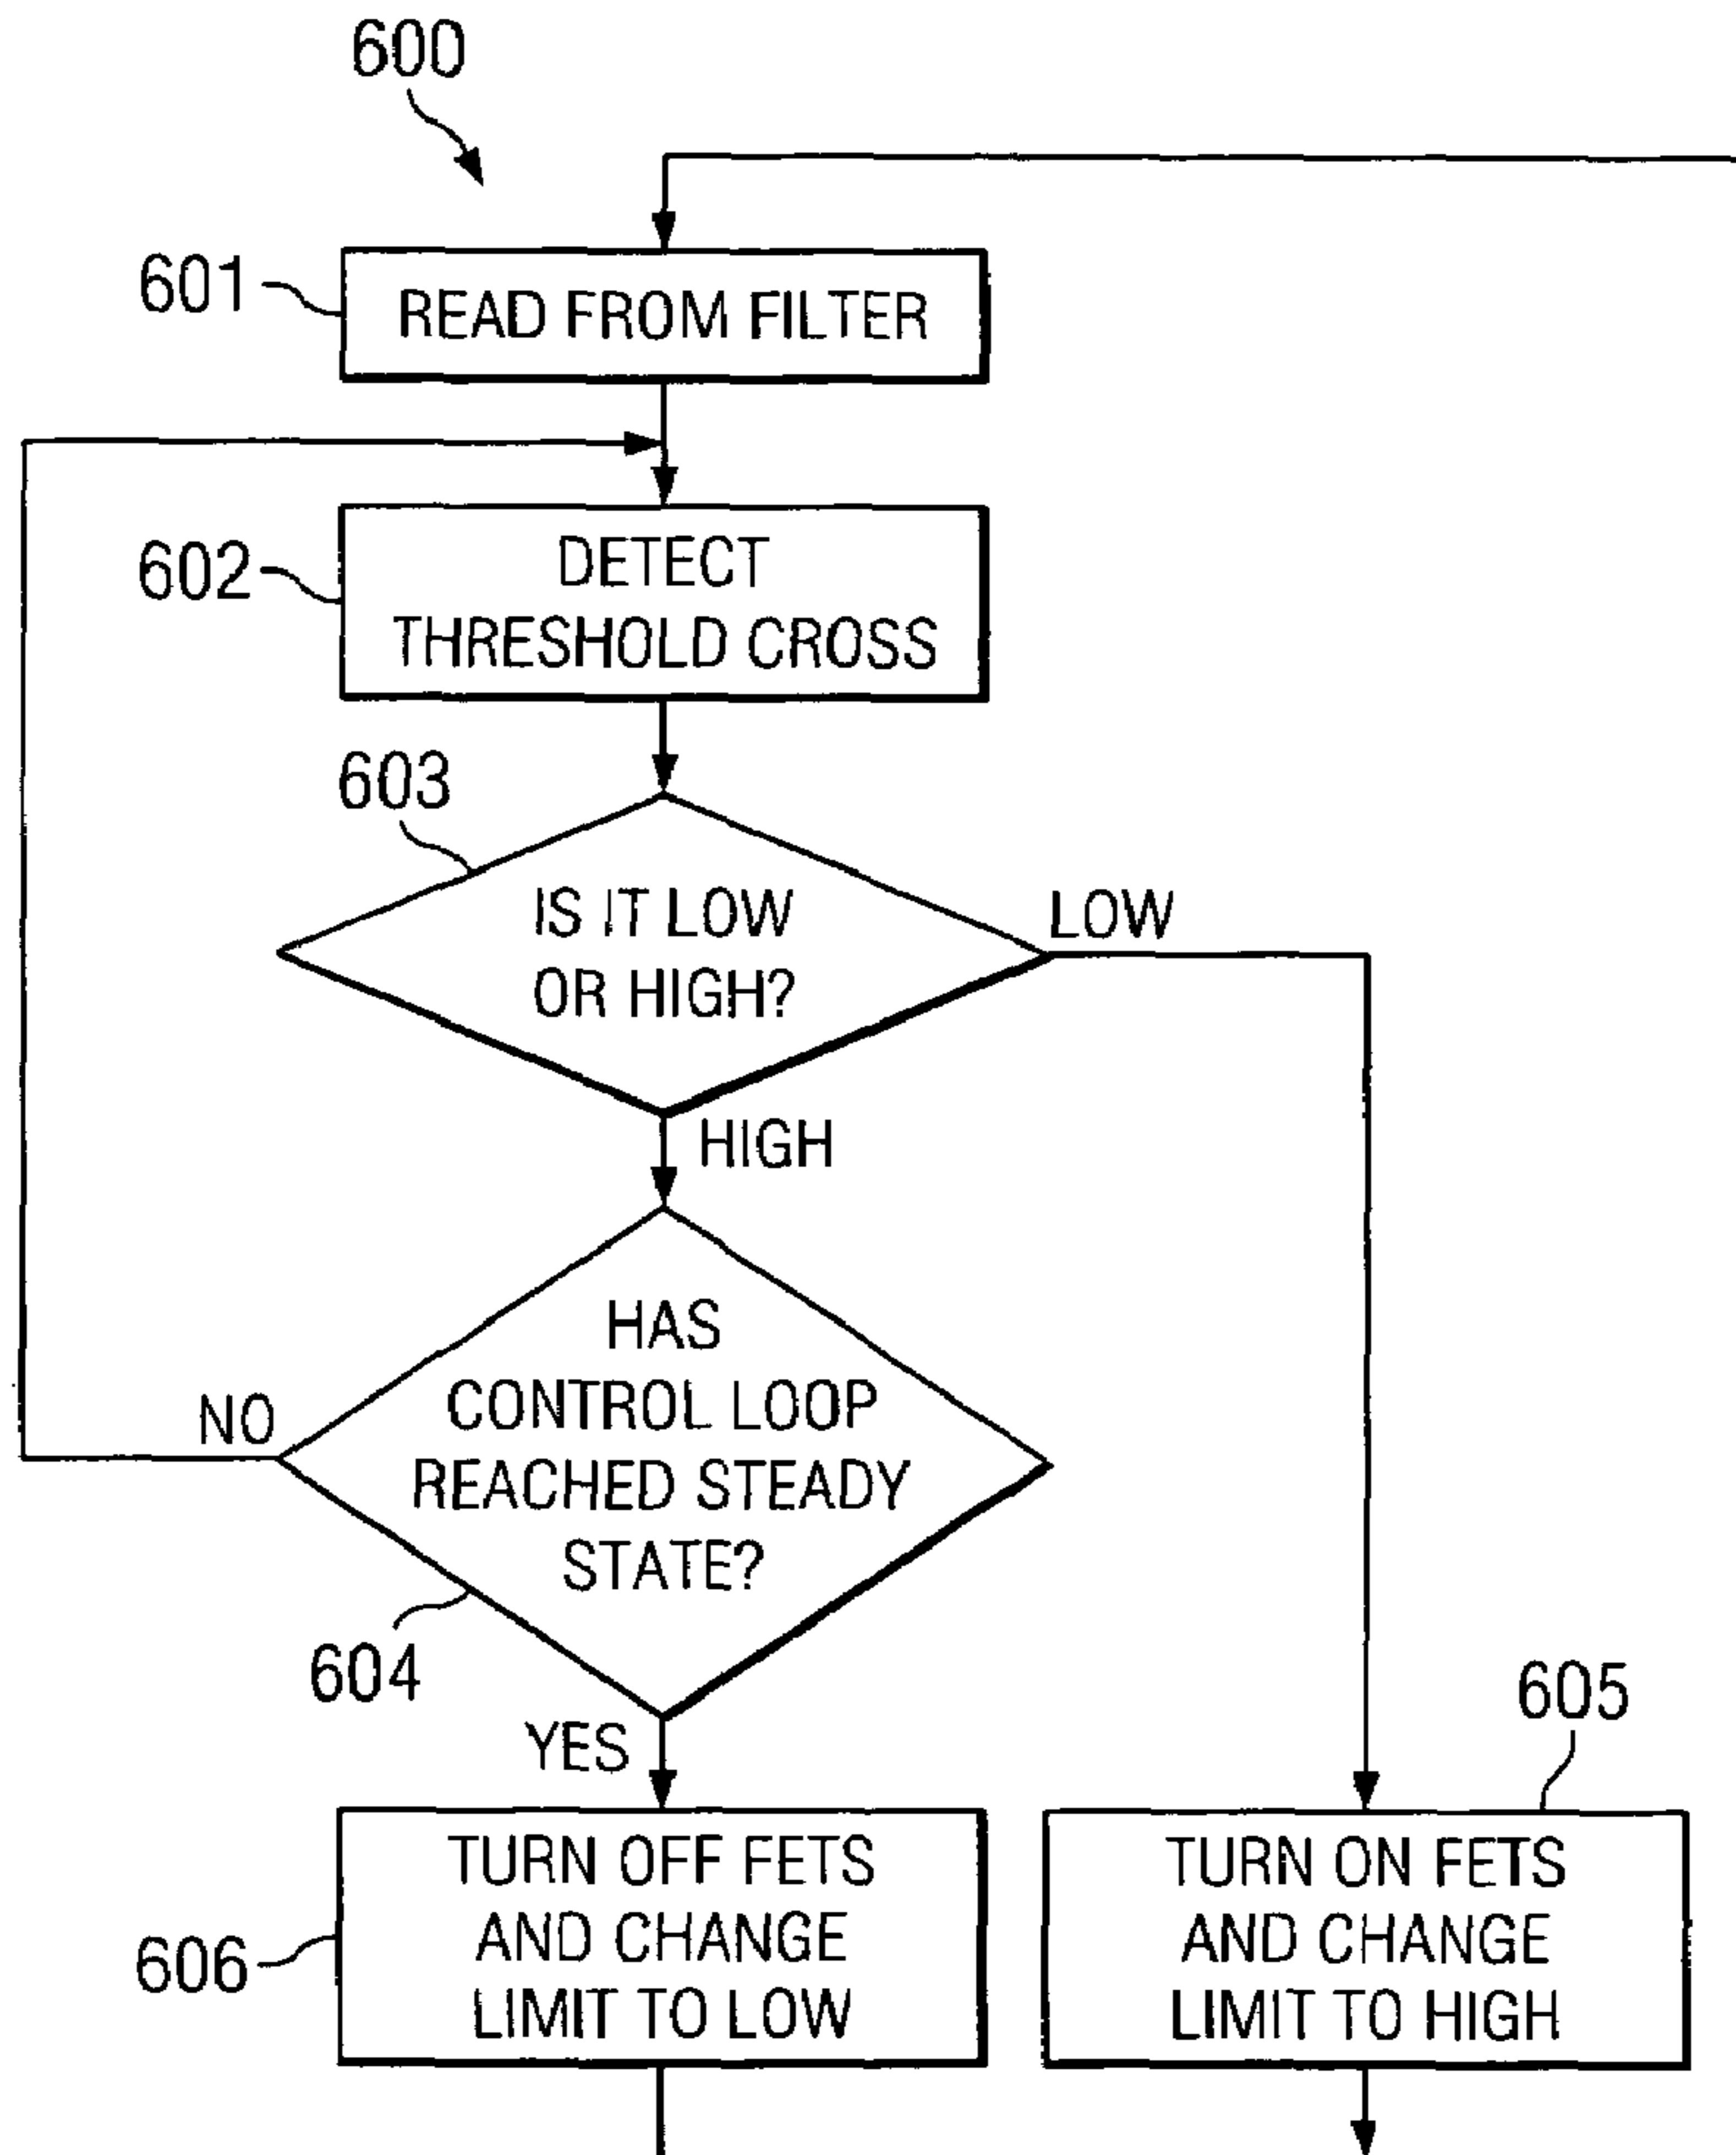 600
601
READ FROM FILTER
602
DETECT
THRESHOLD CROSS
603
IS IT LOW
OR HIGH?
LOW
HIGH
HAS
CONTROL LOOP
REACHED STEADY
STATE?
NO
604
YES
605
606
TURN OFF FETS
AND CHANGE
LIMIT TO LOW
TURN ON FETS
AND CHANGE
LIMIT TO HIGH